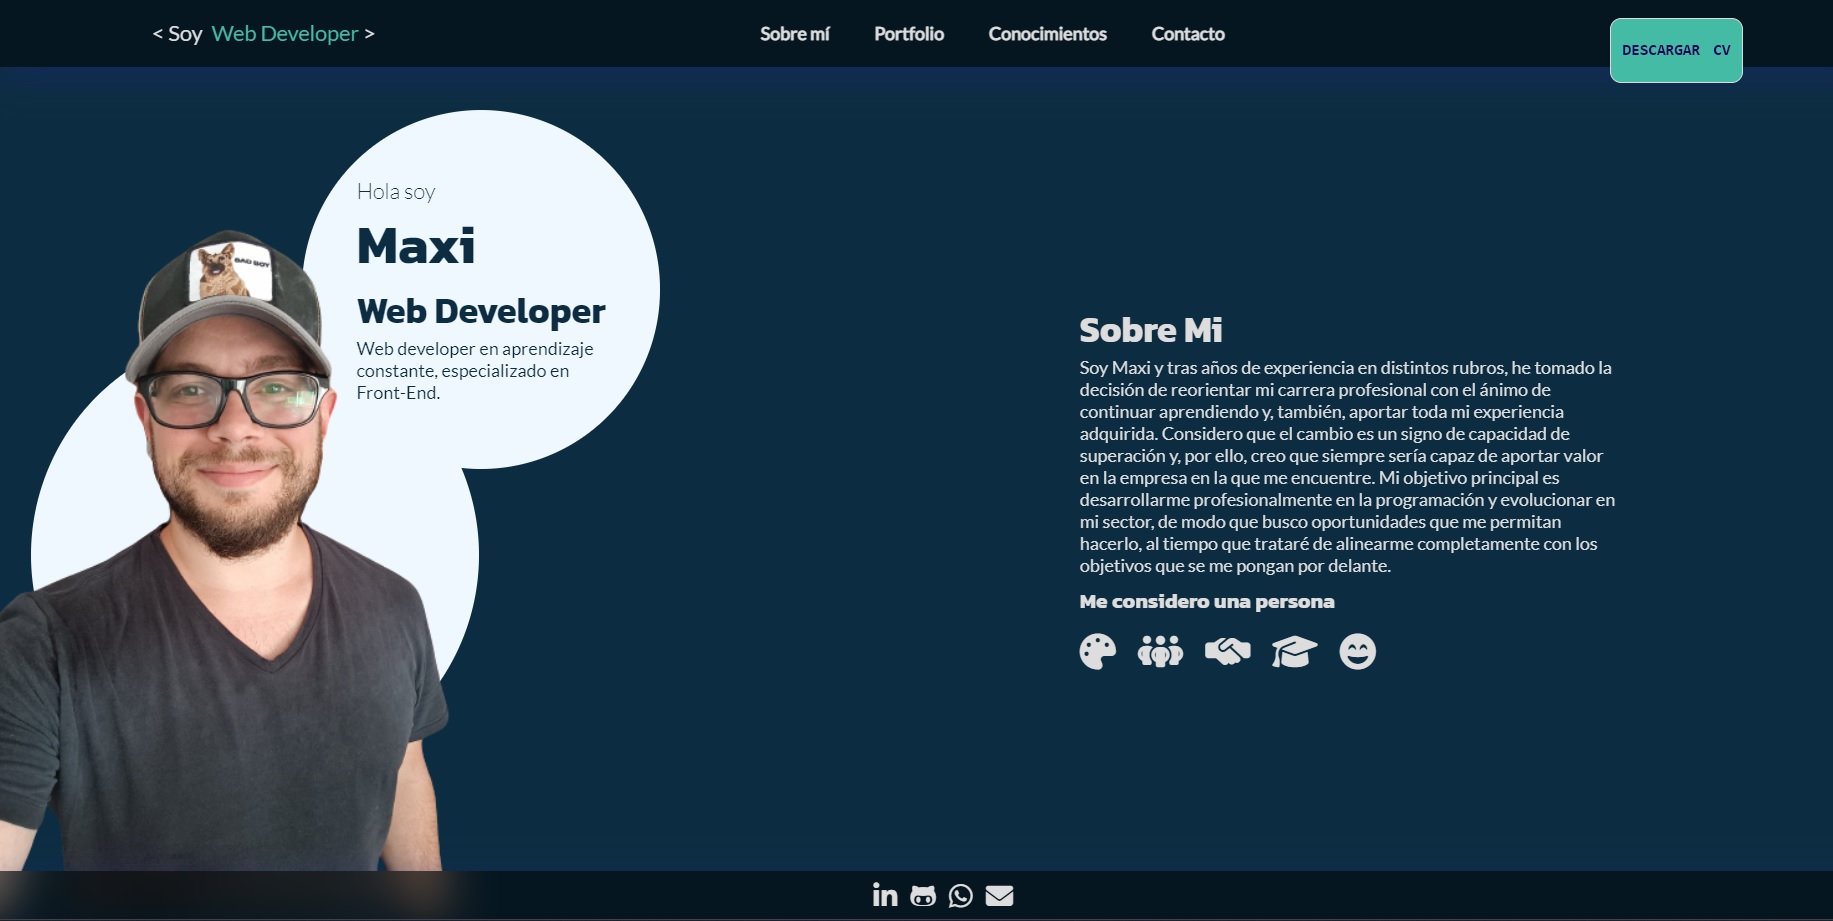 < Soy Web Developer >
Sobre mí
Portfolio
Conocimientos
Contacto
DESCARGAR CV
Hola soy
Maxi
Web Developer
Web developer en aprendizaje
constante, especializado en
Front-End.
BAD BOY
Sobre Mi
Soy Maxi y tras años de experiencia en distintos rubros, he tomado la
decisión de reorientar mi carrera profesional con el ánimo de
continuar aprendiendo y, también, aportar toda mi experiencia
adquirida. Considero que el cambio es un signo de capacidad de
superación y, por ello, creo que siempre sería capaz de aportar valor
en la empresa en la que me encuentre. Mi objetivo principal es
desarrollarme profesionalmente en la programación y evolucionar en
mi sector, de modo que busco oportunidades que me permitan
hacerlo, al tiempo que trataré de alinearme completamente con los
objetivos que se me pongan por delante.
Me considero una persona
in